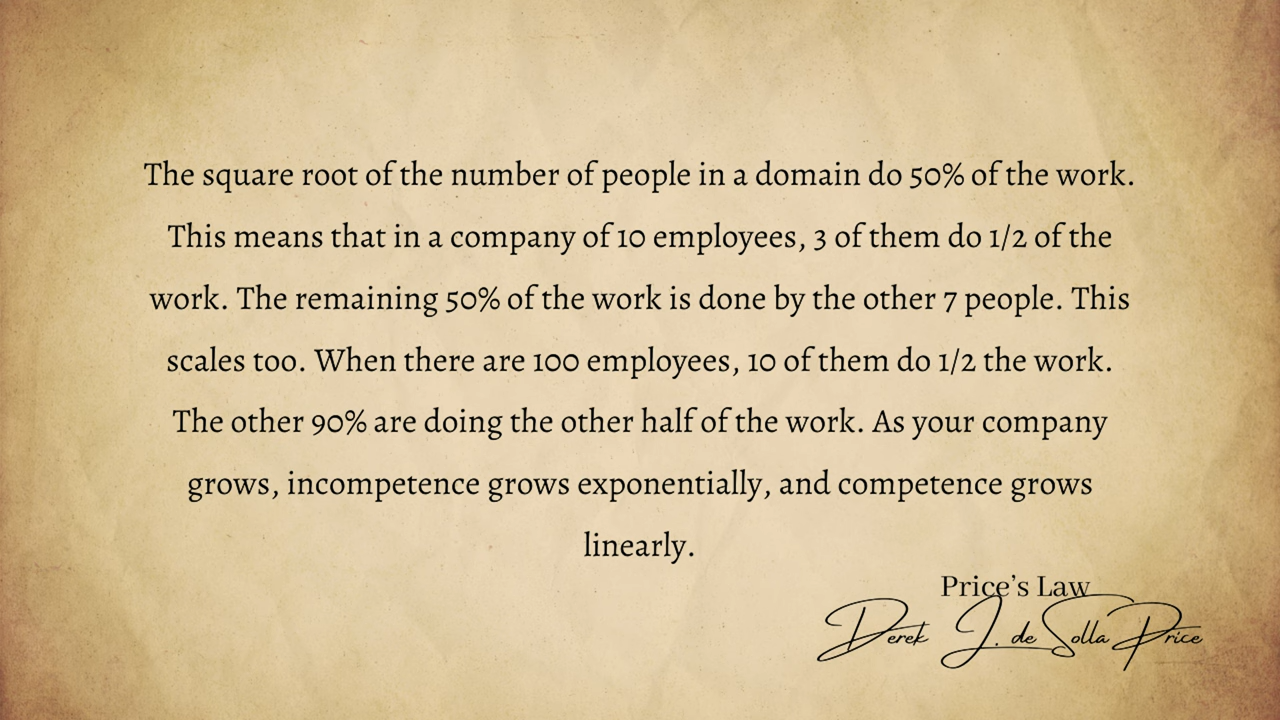 The square root of the number of people in a domain do 50% of the work.
This means that in a company of 10 employees, 3 of them do 1/2 of the
work. The remaining 50% of the work is done by the other 7 people. This
scales too. When there are 100 employees, 10 of them do 1/2 the work.
The other 90% are doing the other half of the work. As your company
grows, incompetence grows exponentially, and competence grows
linearly.
Price’s Law
Derek J. de Solla Price